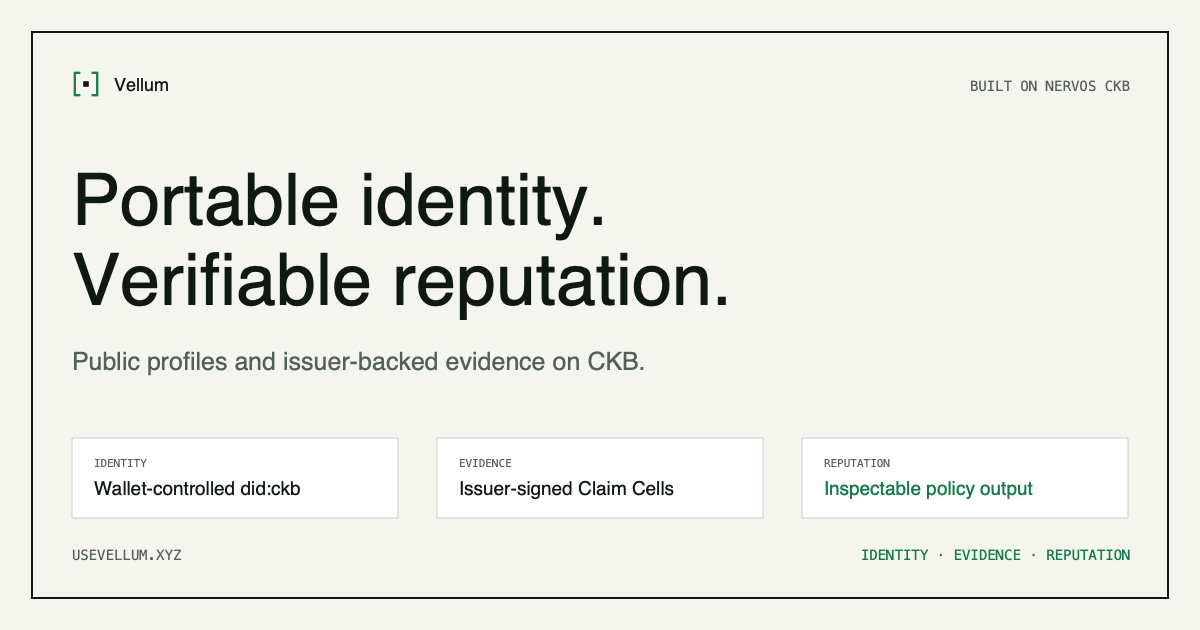 Vellum
BUILT ON NERVOS CKB
Portable identity.
Verifiable reputation.
Public profiles and issuer-backed evidence on CKB.
IDENTITY
Wallet-controlled did:ckb
EVIDENCE
Issuer-signed Claim Cells
REPUTATION
Inspectable policy output
USEVELLUM.XYZ
IDENTITY · EVIDENCE · REPUTATION